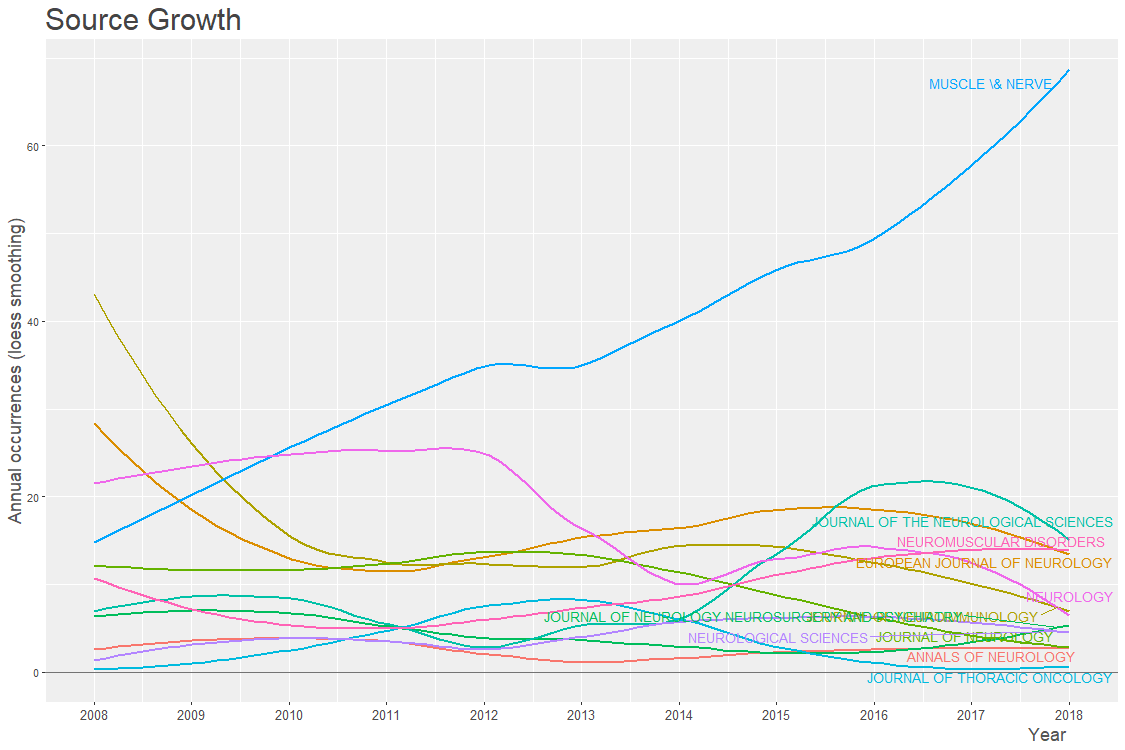 Source Growth
Annual occurrences (loess smoothing)
60
40
20
0
MUSCLE \& NERVE
JOURNAL OF THE NEUROLOGICAL SCIENCES
NEUROMUSCULAR DISORDERS
EUROPEAN JOURNAL OF NEUROLOGY
NEUROLOGY
JOURNAL OF NEUROLOGY NEUROSURGERY AND PSYCHIATRY
IMMUNOLOGY
NEUROLOGICAL SCIENCES
JOURNAL OF NEUROLOGY
ANNALS OF NEUROLOGY
JOURNAL OF THORACIC ONCOLOGY
2008 2009 2010 2011 2012 2013 2014 2015 2016 2017 2018
Year